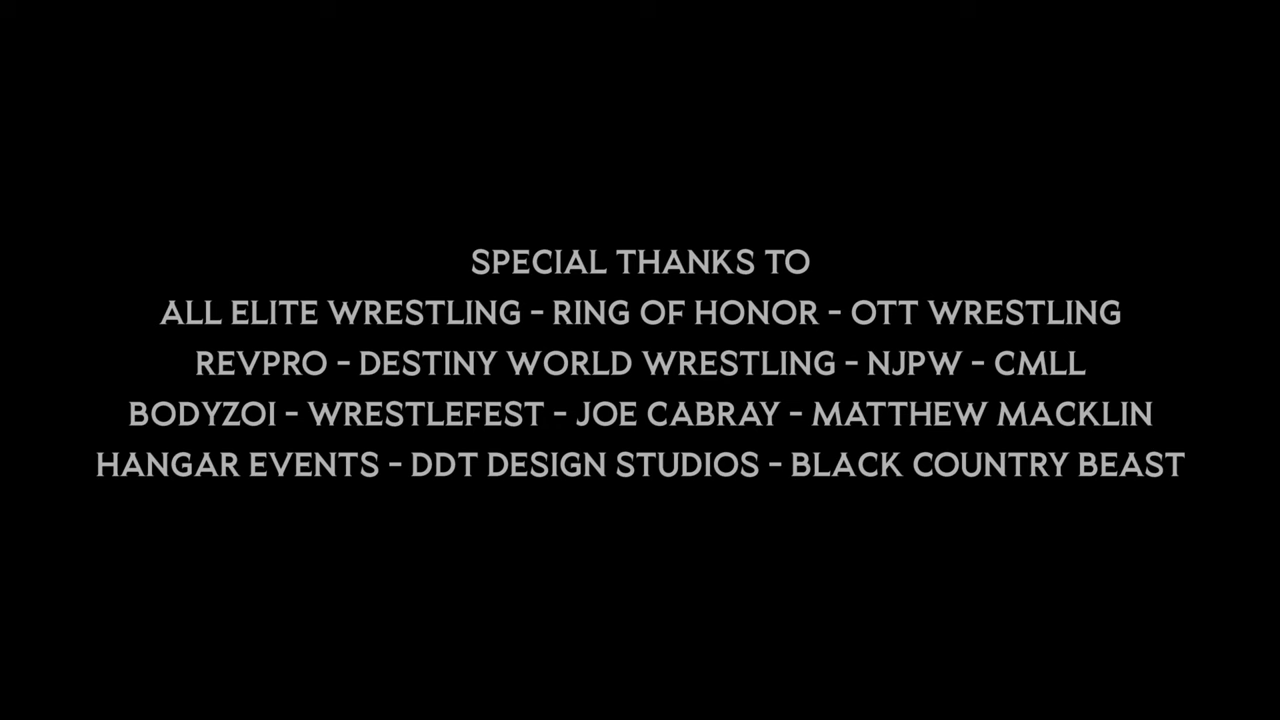 SPECIAL THANKS TO
ALL ELITE WRESTLING - RING OF HONOR - OTT WRESTLING
REVPRO - DESTINY WORLD WRESTLING - NJPW - CMLL
BODYZOI - WRESTLEFEST - JOE CABRAY - MATTHEW MACKLIN
HANGAR EVENTS - DDT DESIGN STUDIOS - BLACK COUNTRY BEAST